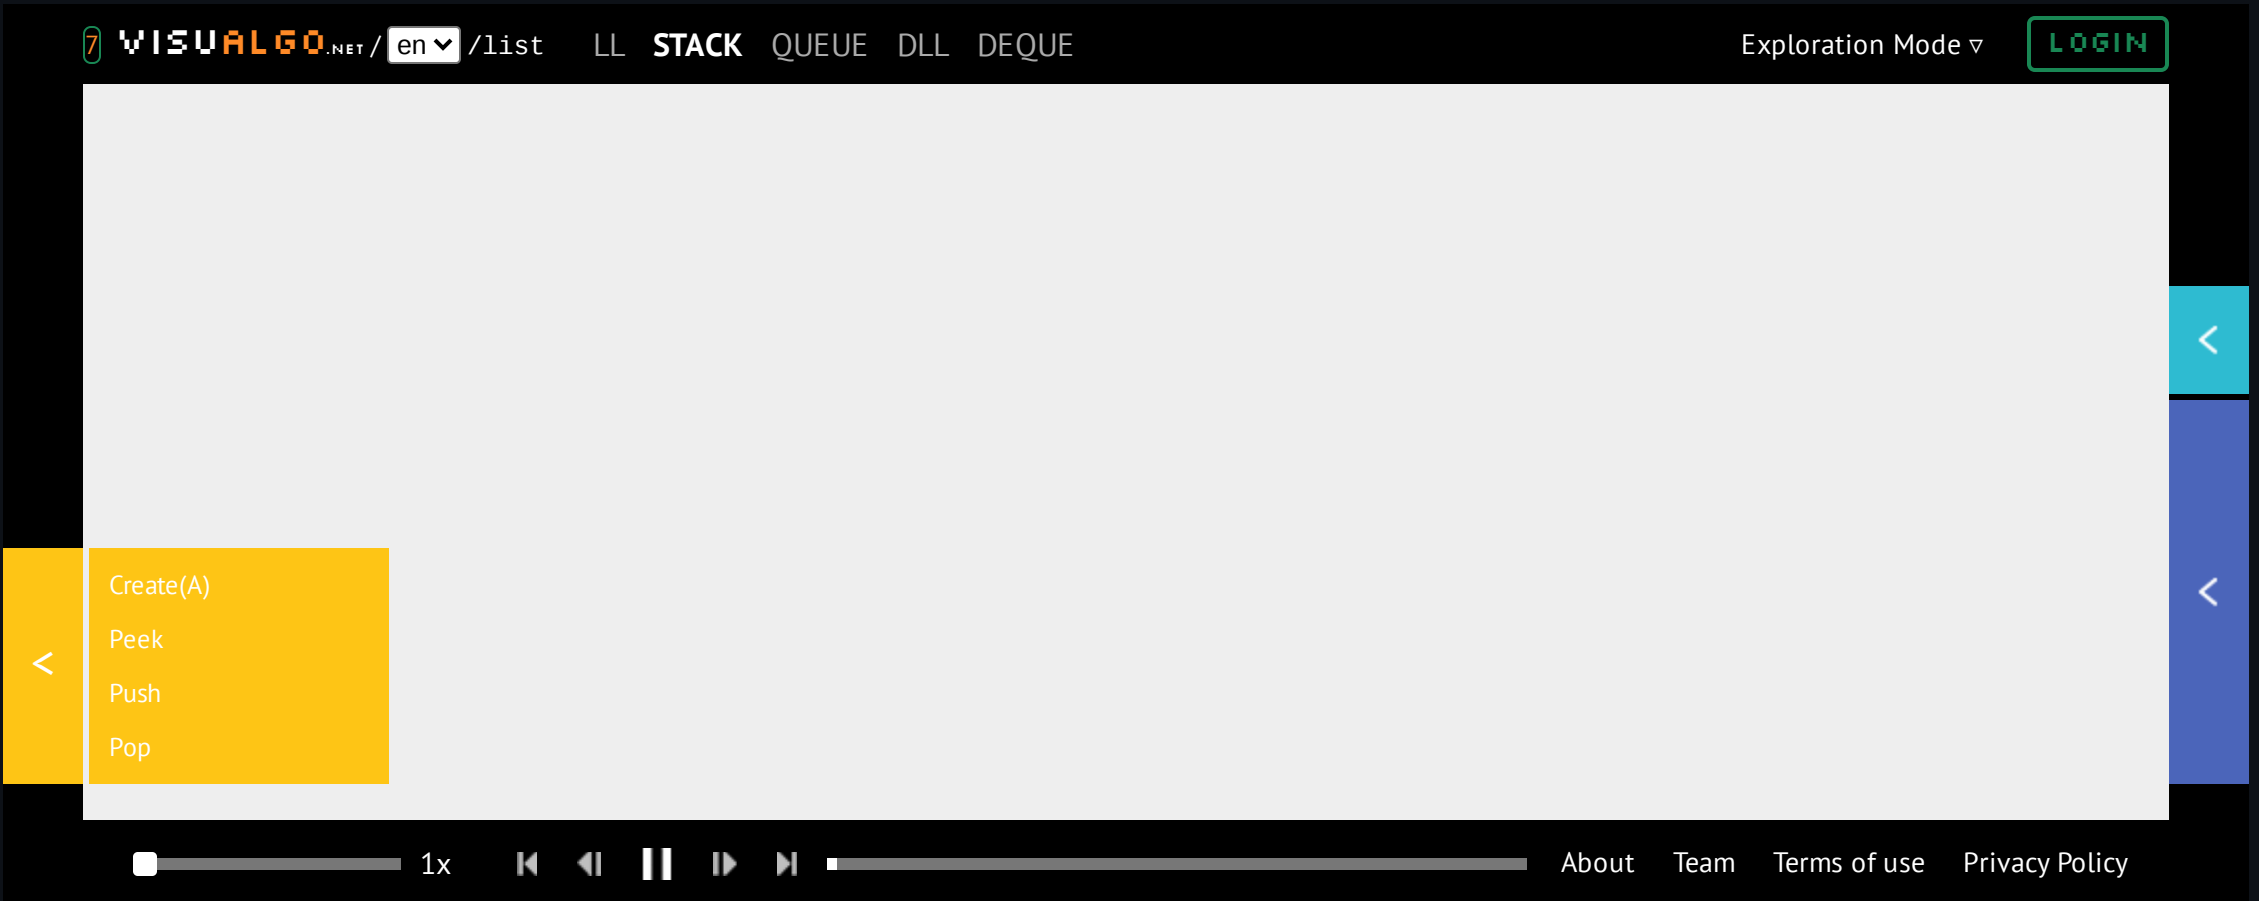 7 VISUALGO.NET / en /list LL STACK QUEUE DLL DEQUE Exploration Mode ▿ LOGIN
Create(A)
Peek
Push
Pop
1x About Team Terms of use Privacy Policy